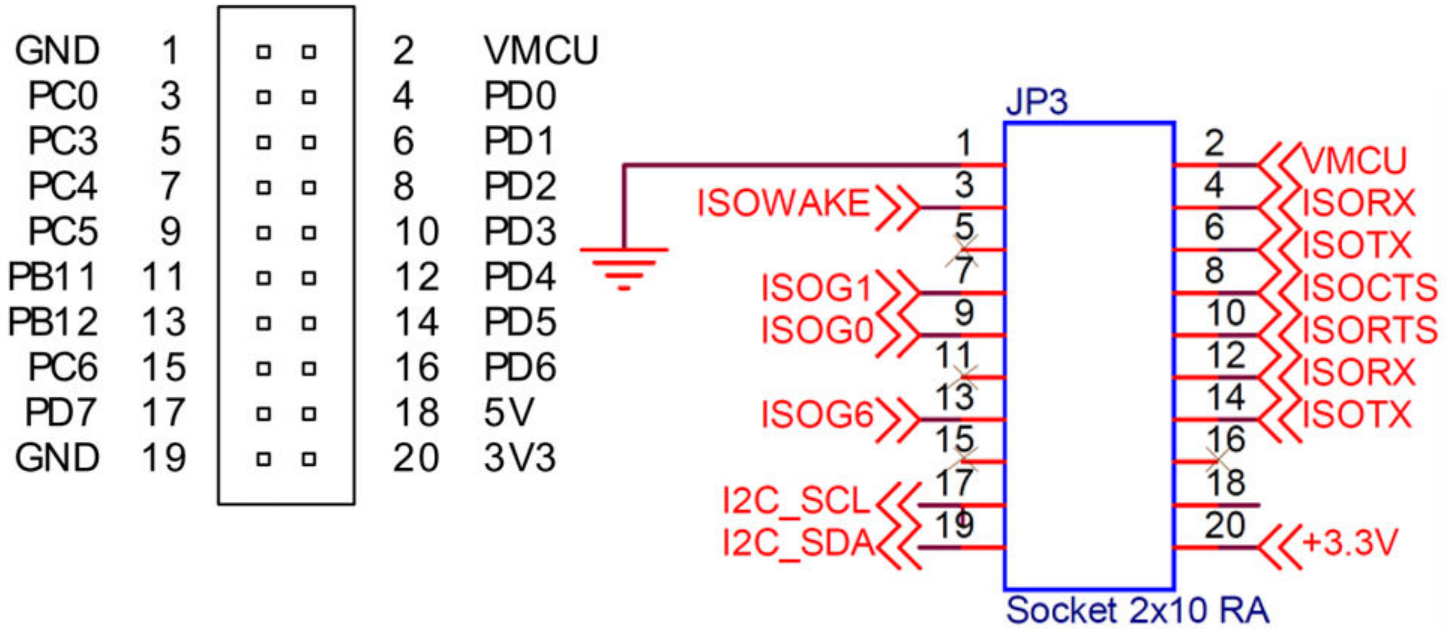 GND 1 2 VMCU
PC0 3 4 PD0
PC3 5 6 PD1
PC4 7 8 PD2
PC5 9 10 PD3
PB11 11 12 PD4
PB12 13 14 PD5
PC6 15 16 PD6
PD7 17 18 5V
GND 19 20 3V3
JP3
1 2 VMCU
ISOWAKE 3 4 ISORX
5 6 ISOTX
ISOG1 7 8 ISOCTS
ISOG0 9 10 ISORTS
11 12 ISORX
ISOG6 13 14 ISOTX
15 16
I2C_SCL 17 18
I2C_SDA 19 20 +3.3V
Socket 2x10 RA